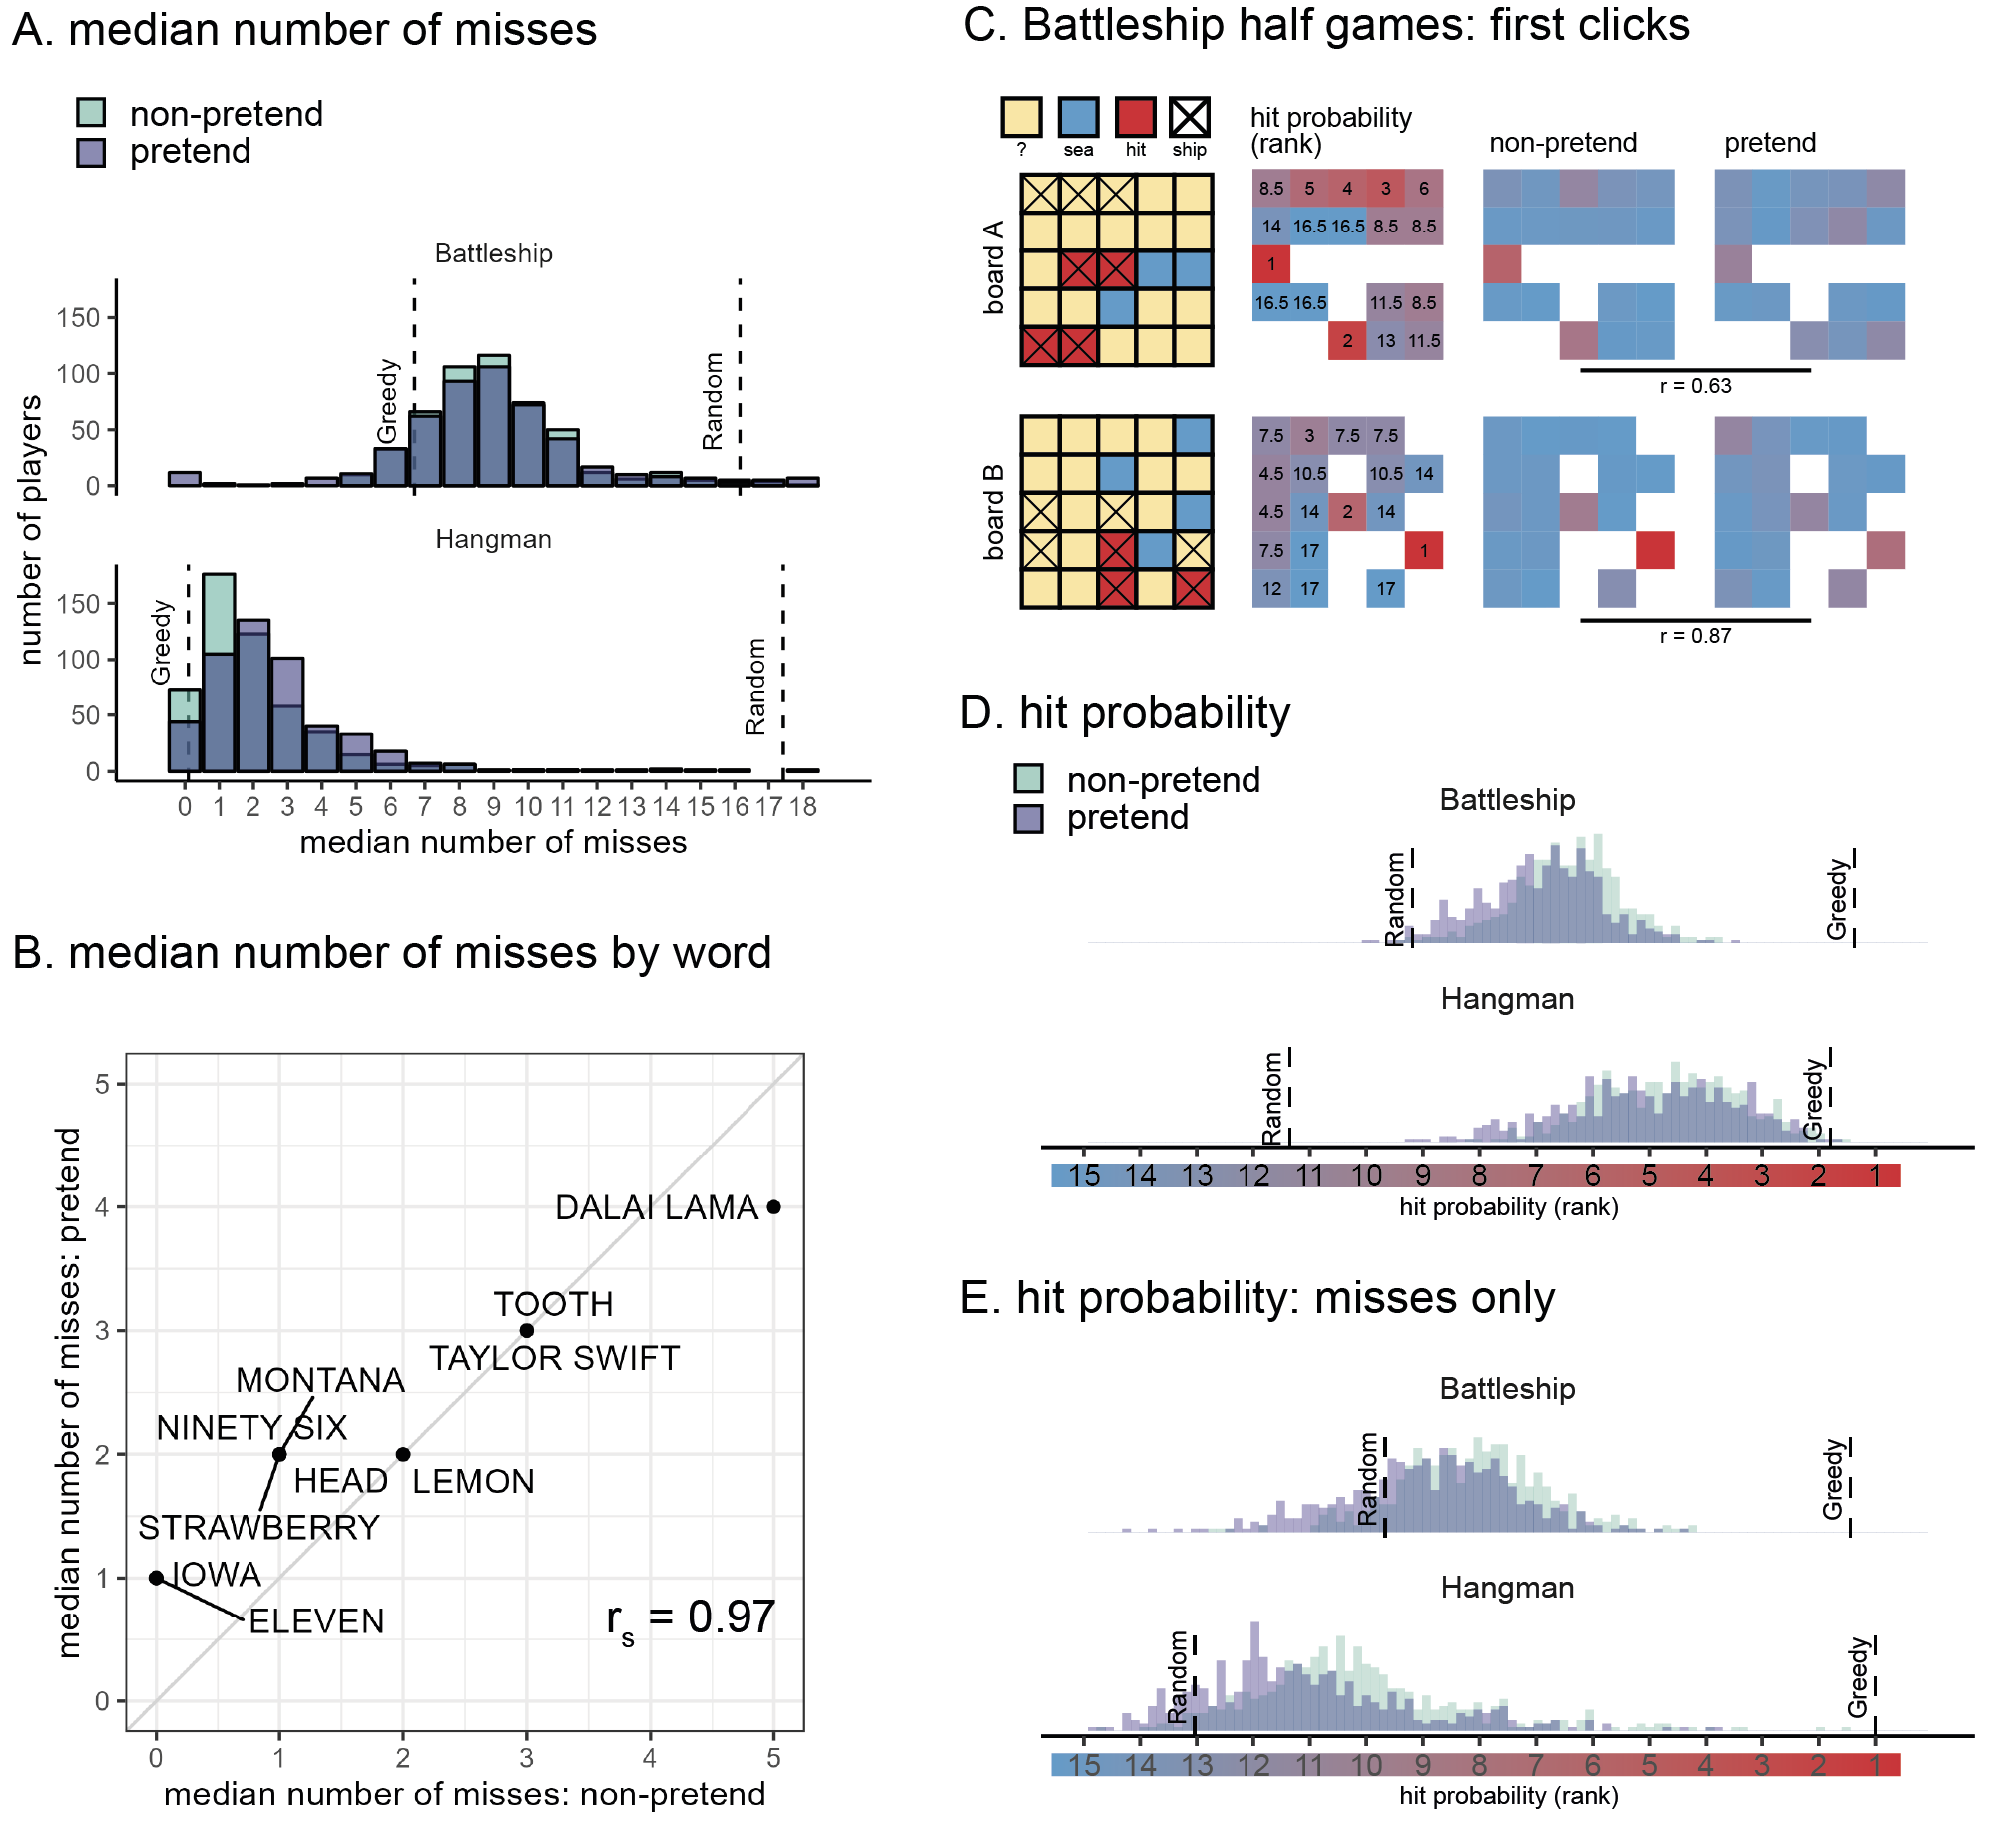 A. median number of misses
non-pretend
pretend
Battleship
Greedy
Random
150
100
50
0
Hangman
Greedy
Random
150
100
50
0
number of players
0 1 2 3 4 5 6 7 8 9 10 11 12 13 14 15 16 17 18
median number of misses
B. median number of misses by word
5
4
3
2
1
0
median number of misses: pretend
DALAI LAMA
TOOTH
TAYLOR SWIFT
MONTANA
NINETY SIX
HEAD
LEMON
STRAWBERRY
IOWA
ELEVEN
rs = 0.97
0 1 2 3 4 5
median number of misses: non-pretend
C. Battleship half games: first clicks
? sea hit ship
hit probability
(rank)
non-pretend
pretend
board A
8.5 5 4 3 6
14 16.5 16.5 8.5 8.5
1
16.5 16.5 11.5 8.5
2 13 11.5
r = 0.63
board B
7.5 3 7.5 7.5
4.5 10.5 10.5 14
4.5 14 2 14
7.5 17 1
12 17 17
r = 0.87
D. hit probability
non-pretend
pretend
Battleship
Random
Greedy
Hangman
Random
Greedy
15 14 13 12 11 10 9 8 7 6 5 4 3 2 1
hit probability (rank)
E. hit probability: misses only
Battleship
Random
Greedy
Hangman
Random
Greedy
15 14 13 12 11 10 9 8 7 6 5 4 3 2 1
hit probability (rank)